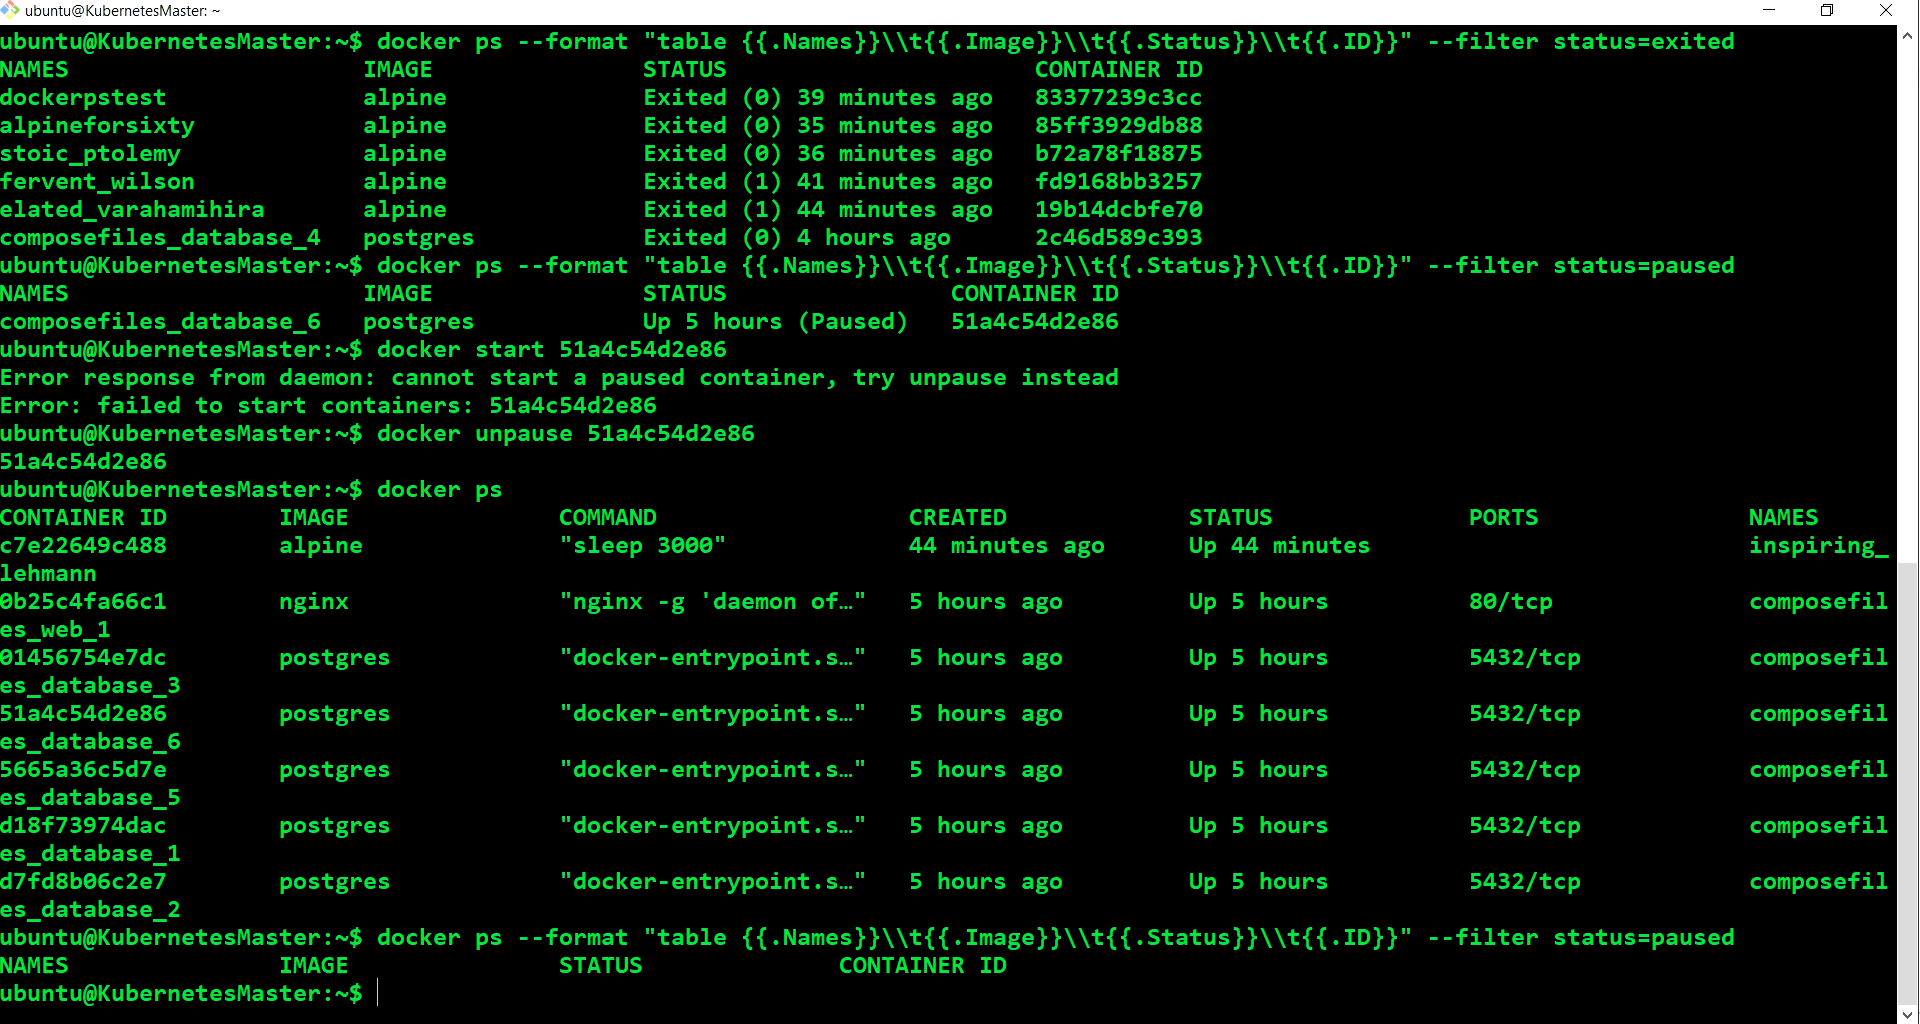 ubuntu@KubernetesMaster: ~
ubuntu@KubernetesMaster:~$ docker ps --format "table {{.Names}}\\t{{.Image}}\\t{{.Status}}\\t{{.ID}}" --filter status=exited
NAMES                     IMAGE               STATUS                      CONTAINER ID
dockerpstest              alpine              Exited (0) 39 minutes ago   83377239c3cc
alpineforsixty            alpine              Exited (0) 35 minutes ago   85ff3929db88
stoic_ptolemy             alpine              Exited (0) 36 minutes ago   b72a78f18875
fervent_wilson            alpine              Exited (1) 41 minutes ago   fd9168bb3257
elated_varahamihira       alpine              Exited (1) 44 minutes ago   19b14dcbfe70
composefiles_database_4   postgres            Exited (0) 4 hours ago      2c46d589c393
ubuntu@KubernetesMaster:~$ docker ps --format "table {{.Names}}\\t{{.Image}}\\t{{.Status}}\\t{{.ID}}" --filter status=paused
NAMES                     IMAGE               STATUS                CONTAINER ID
composefiles_database_6   postgres            Up 5 hours (Paused)   51a4c54d2e86
ubuntu@KubernetesMaster:~$ docker start 51a4c54d2e86
Error response from daemon: cannot start a paused container, try unpause instead
Error: failed to start containers: 51a4c54d2e86
ubuntu@KubernetesMaster:~$ docker unpause 51a4c54d2e86
51a4c54d2e86
ubuntu@KubernetesMaster:~$ docker ps
CONTAINER ID        IMAGE               COMMAND                  CREATED             STATUS              PORTS               NAMES
c7e22649c488        alpine              "sleep 3000"             44 minutes ago      Up 44 minutes                           inspiring_
lehmann
0b25c4fa66c1        nginx               "nginx -g 'daemon of…"   5 hours ago         Up 5 hours          80/tcp              composefil
es_web_1
01456754e7dc        postgres            "docker-entrypoint.s…"   5 hours ago         Up 5 hours          5432/tcp            composefil
es_database_3
51a4c54d2e86        postgres            "docker-entrypoint.s…"   5 hours ago         Up 5 hours          5432/tcp            composefil
es_database_6
5665a36c5d7e        postgres            "docker-entrypoint.s…"   5 hours ago         Up 5 hours          5432/tcp            composefil
es_database_5
d18f73974dac        postgres            "docker-entrypoint.s…"   5 hours ago         Up 5 hours          5432/tcp            composefil
es_database_1
d7fd8b06c2e7        postgres            "docker-entrypoint.s…"   5 hours ago         Up 5 hours          5432/tcp            composefil
es_database_2
ubuntu@KubernetesMaster:~$ docker ps --format "table {{.Names}}\\t{{.Image}}\\t{{.Status}}\\t{{.ID}}" --filter status=paused
NAMES               IMAGE               STATUS              CONTAINER ID
ubuntu@KubernetesMaster:~$